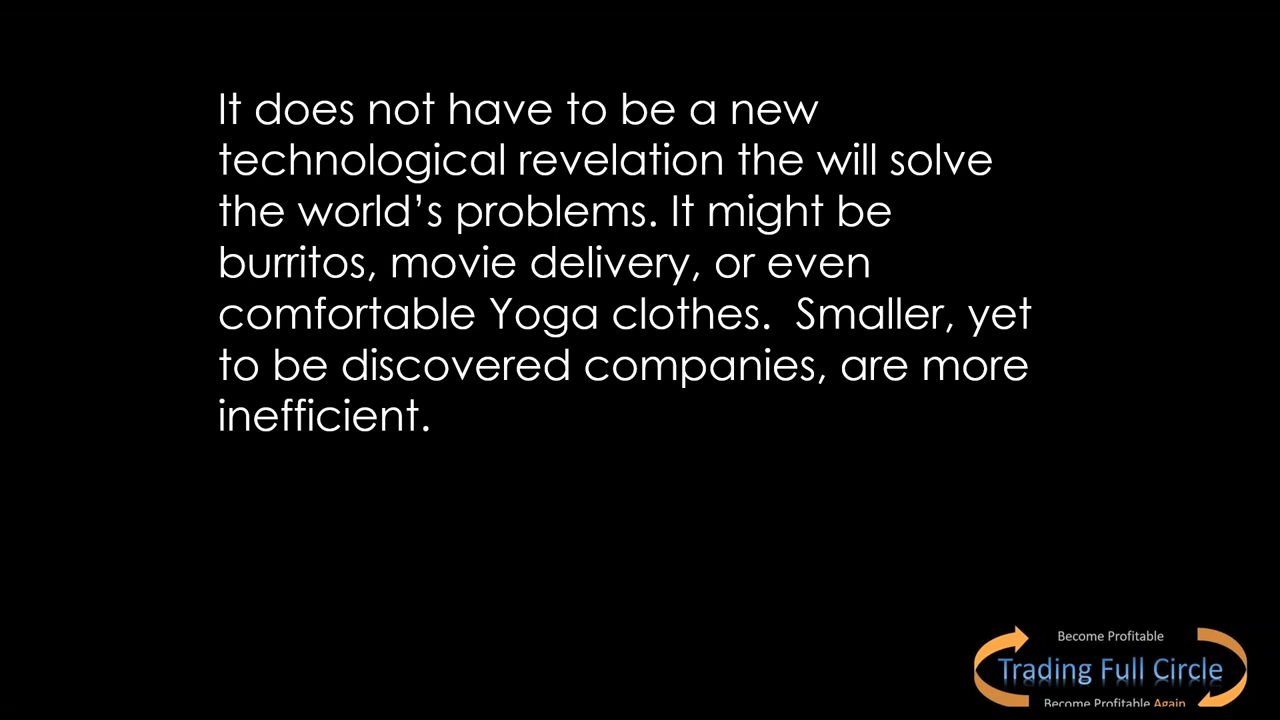 It does not have to be a new
technological revelation the will solve
the world’s problems. It might be
burritos, movie delivery, or even
comfortable Yoga clothes.  Smaller, yet
to be discovered companies, are more
inefficient.
Become Profitable
Trading Full Circle
Become Profitable Again